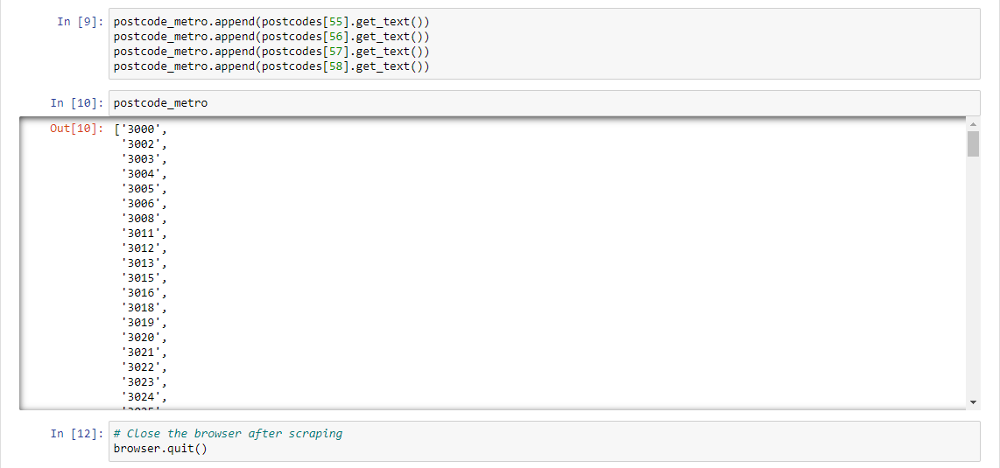 In [9]: postcode_metro.append(postcodes[55].get_text())
postcode_metro.append(postcodes[56].get_text())
postcode_metro.append(postcodes[57].get_text())
postcode_metro.append(postcodes[58].get_text())
In [10]: postcode_metro
Out[10]: ['3000',
'3002',
'3003',
'3004',
'3005',
'3006',
'3008',
'3011',
'3012',
'3013',
'3015',
'3016',
'3018',
'3019',
'3020',
'3021',
'3022',
'3023',
'3024',
In [12]: # Close the browser after scraping
browser.quit()